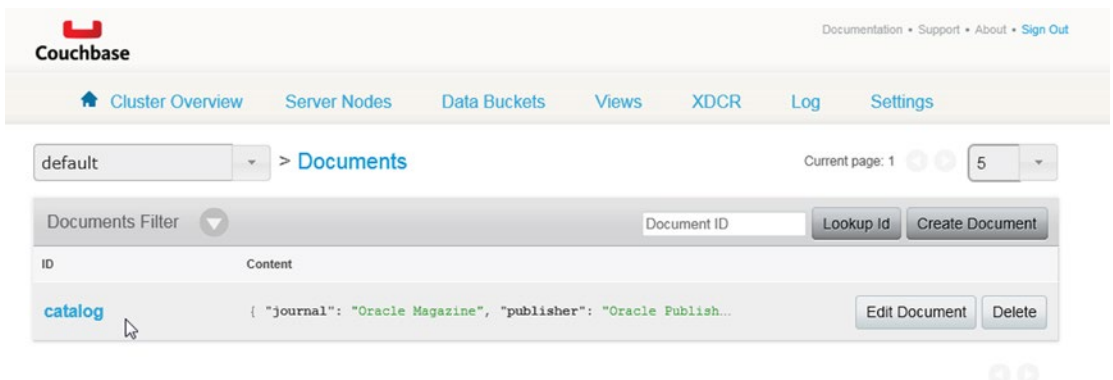 Couchbase
Documentation • Support • About • Sign Out
Cluster Overview Server Nodes Data Buckets Views XDCR Log Settings
default > Documents Current page: 1 5
Documents Filter Document ID Lookup Id Create Document
ID Content
catalog { "journal": "Oracle Magazine", "publisher": "Oracle Publish... Edit Document Delete